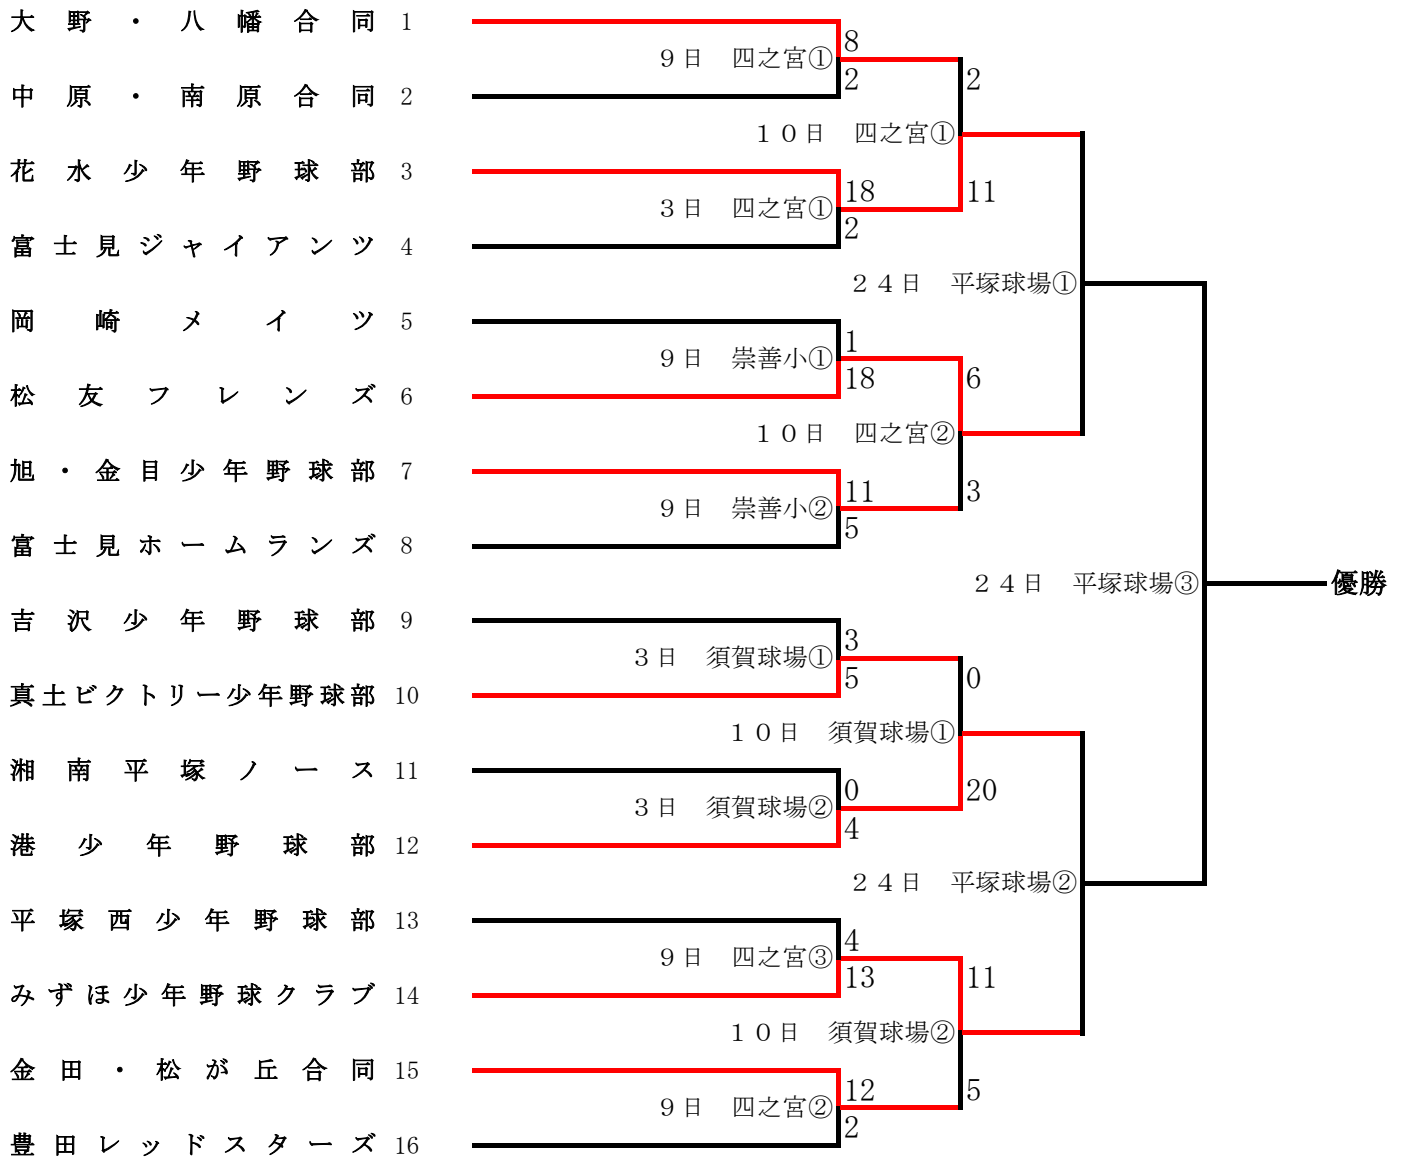 大野・八幡合同 1
8
9日 四之宮①
2
2
中原・南原合同 2
10日 四之宮①
花水少年野球部 3
18
11
3日 四之宮①
2
富士見ジャイアンツ 4
24日 平塚球場①
岡崎メイツ 5
1
9日 崇善小①
18
6
松友フレンズ 6
10日 四之宮②
旭・金目少年野球部 7
11
3
9日 崇善小②
5
富士見ホームランズ 8
24日 平塚球場③
優勝
吉沢少年野球部 9
3
3日 須賀球場①
5
0
真土ビクトリー少年野球部 10
10日 須賀球場①
湘南平塚ノース 11
0
20
3日 須賀球場②
4
港少年野球部 12
24日 平塚球場②
平塚西少年野球部 13
4
9日 四之宮③
13
11
みずほ少年野球クラブ 14
10日 須賀球場②
金田・松が丘合同 15
12
5
9日 四之宮②
2
豊田レッドスターズ 16